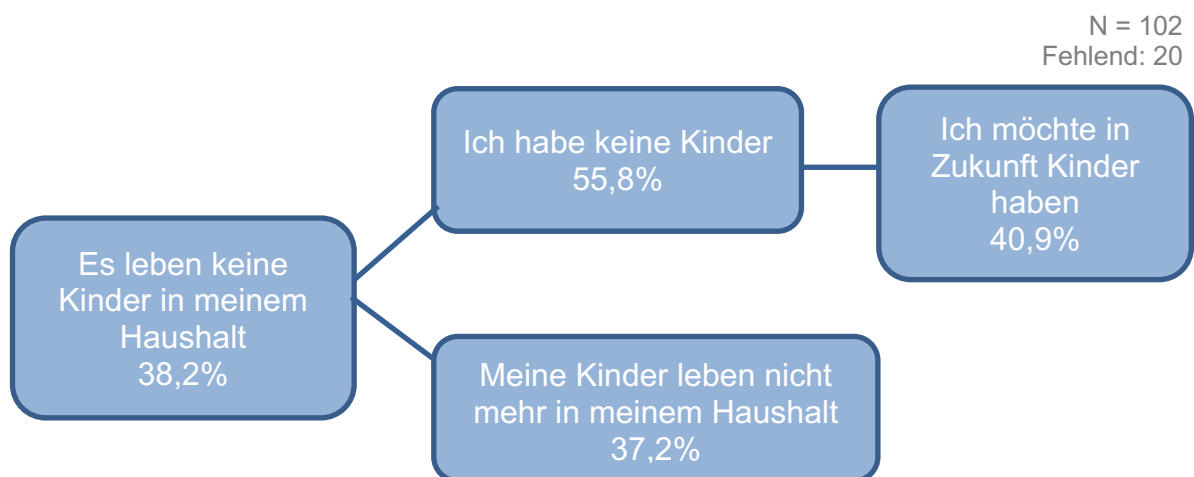 N = 102
Fehlend: 20
Ich habe keine Kinder
55,8%
Ich möchte in
Zukunft Kinder
haben
40,9%
Es leben keine
Kinder in meinem
Haushalt
38,2%
Meine Kinder leben nicht
mehr in meinem Haushalt
37,2%